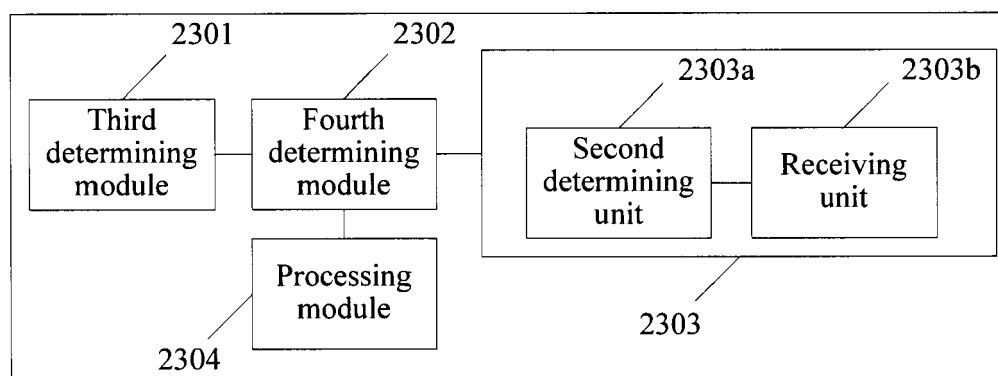 2301
2302
2303a
2303b
Third
determining
module
Fourth
determining
module
Second
determining
unit
Receiving
unit
Processing
module
2304
2303